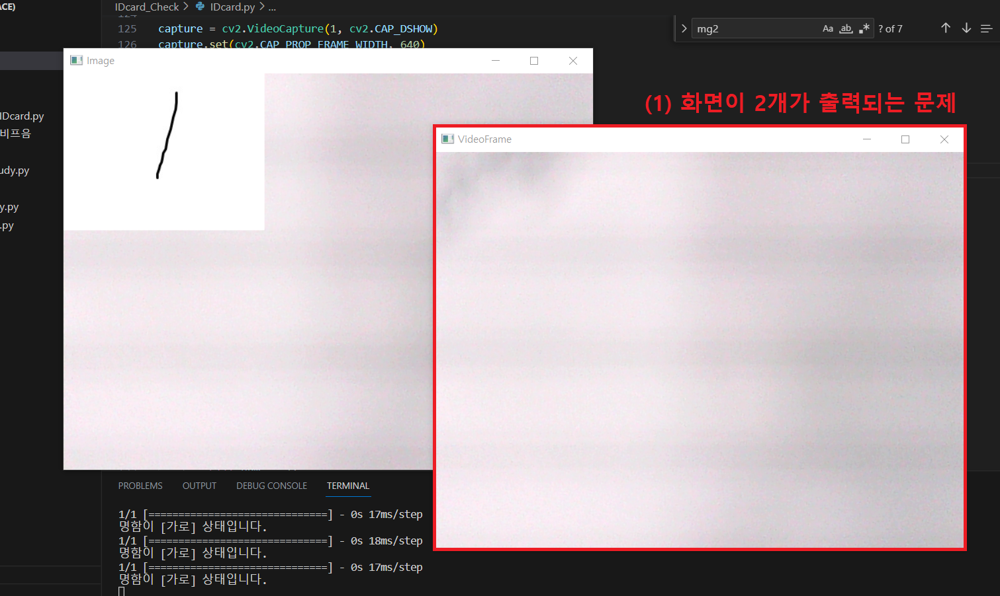 ACE)
IDcard_Check > IDcard.py > ...
125 capture = cv2.VideoCapture(1, cv2.CAP_DSHOW)
126 capture.set(cv2.CAP_PROP_FRAME_WIDTH, 640)
mg2
Aa ab .* ? of 7
Image
(1) 화면이 2개가 출력되는 문제
IDcard.py
비프음
VideoFrame
udy.py
y.py
.py
PROBLEMS OUTPUT DEBUG CONSOLE TERMINAL
1/1 [==============================] - 0s 17ms/step
명함이 [가로] 상태입니다.
1/1 [==============================] - 0s 18ms/step
명함이 [가로] 상태입니다.
1/1 [==============================] - 0s 17ms/step
명함이 [가로] 상태입니다.